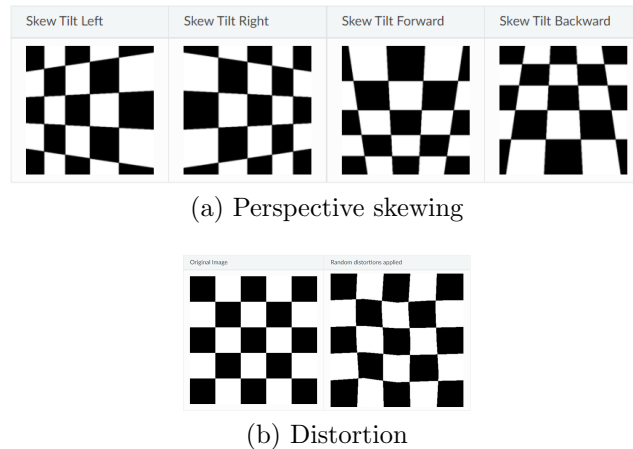 Skew Tilt Left Skew Tilt Right Skew Tilt Forward Skew Tilt Backward
(a) Perspective skewing
Original Image Random distortions applied
(b) Distortion